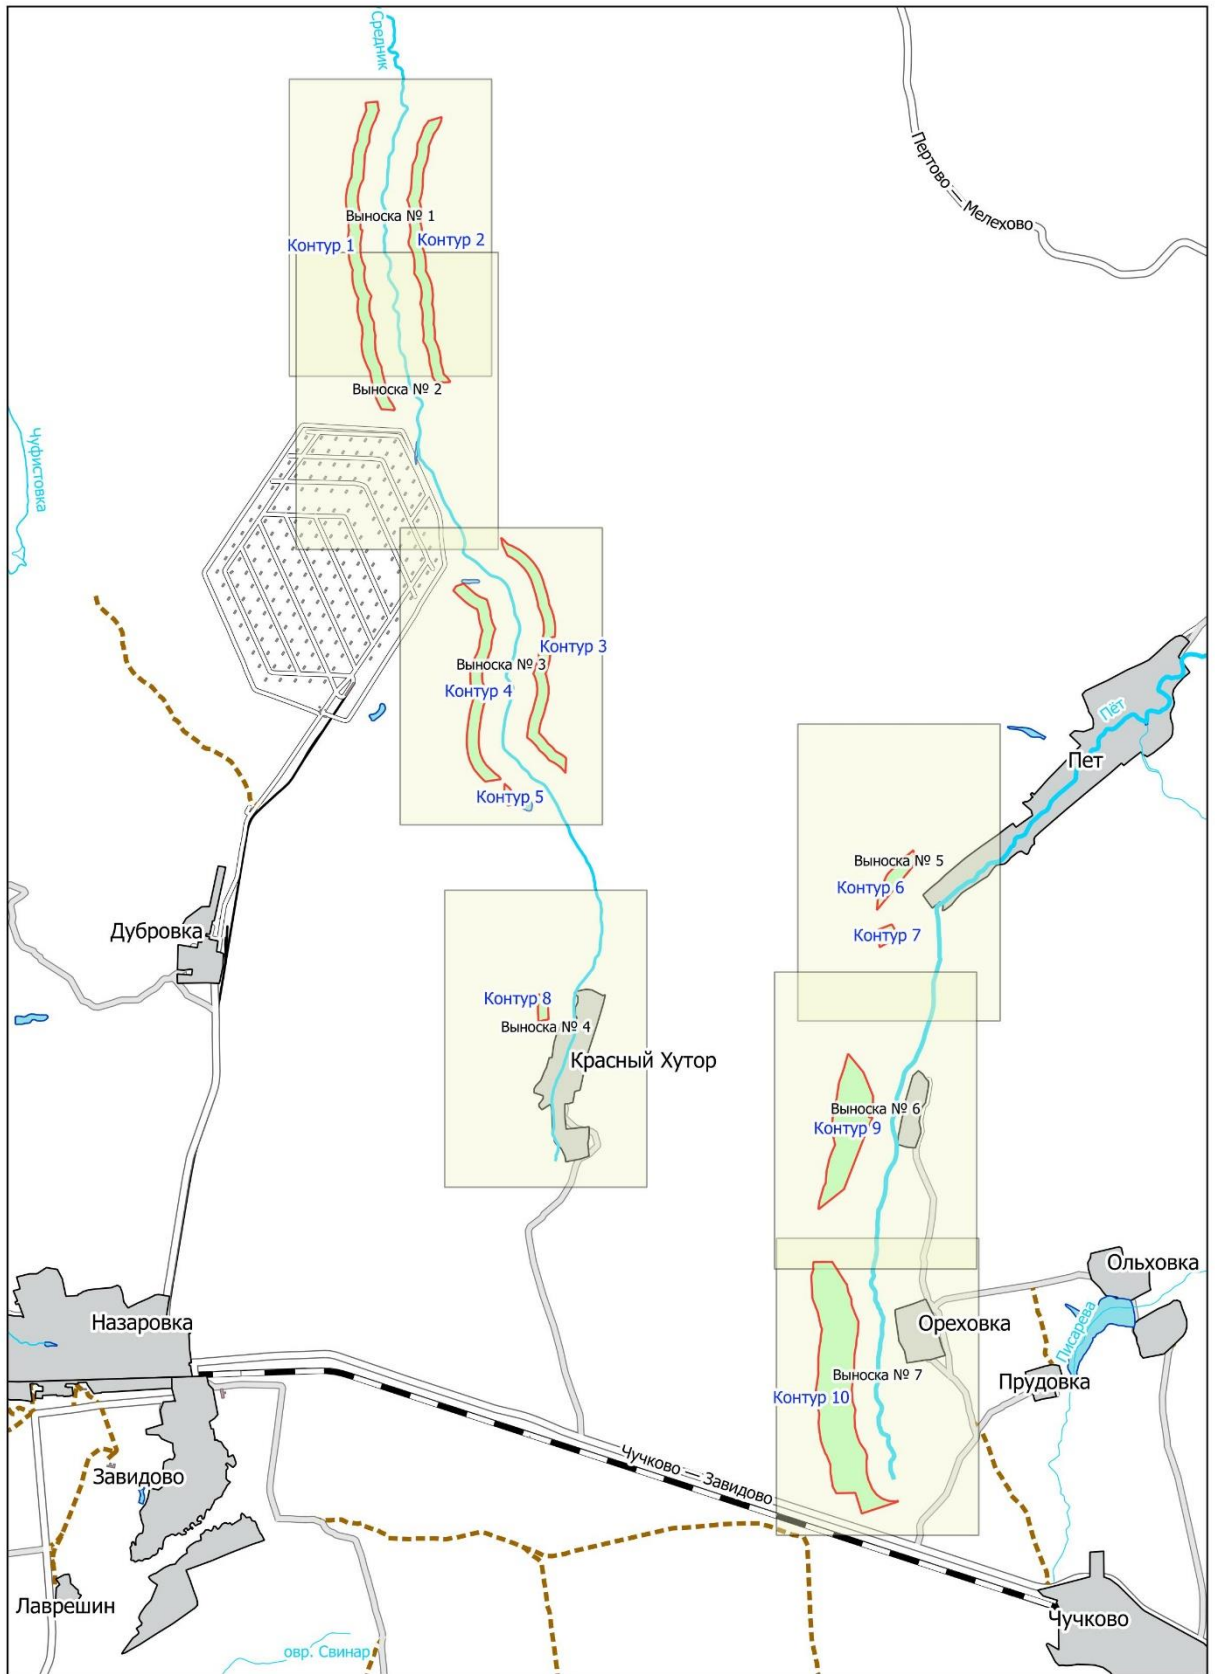 Средник
Пертово — Мелехово
Выноска № 1
Контур 1
Контур 2
Выноска № 2
Чуфистовка
Контур 3
Выноска № 3
Контур 4
Пёт
Пет
Контур 5
Выноска № 5
Контур 6
Дубровка
Контур 7
Контур 8
Выноска № 4
Красный Хутор
Выноска № 6
Контур 9
Ольховка
Писарева
Назаровка
Ореховка
Выноска № 7
Прудовка
Контур 10
Завидово
Чучково — Завидово
Лаврешин
Чучково
овр. Свинар